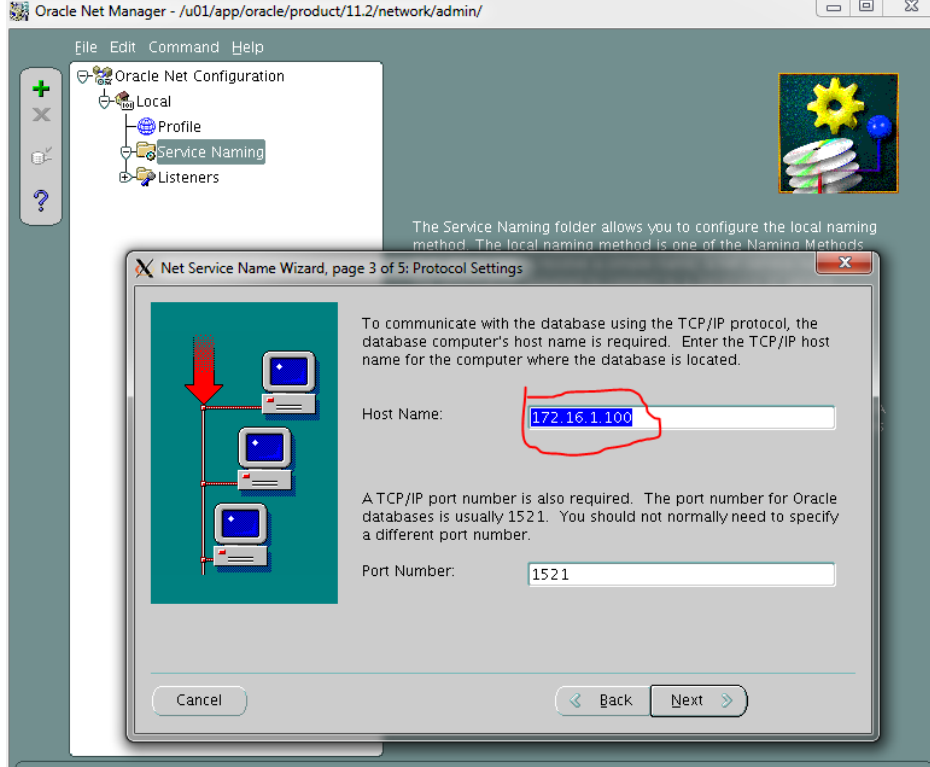 Oracle Net Manager - /u01/app/oracle/product/11.2/network/admin/
File Edit Command Help
Oracle Net Configuration
Local
Profile
Service Naming
Listeners
The Service Naming folder allows you to configure the local naming
method. The local naming method is one of the Naming Methods
Net Service Name Wizard, page 3 of 5: Protocol Settings
To communicate with the database using the TCP/IP protocol, the
database computer's host name is required. Enter the TCP/IP host
name for the computer where the database is located.
Host Name: 172.16.1.100
A TCP/IP port number is also required. The port number for Oracle
databases is usually 1521. You should not normally need to specify
a different port number.
Port Number: 1521
Cancel Back Next